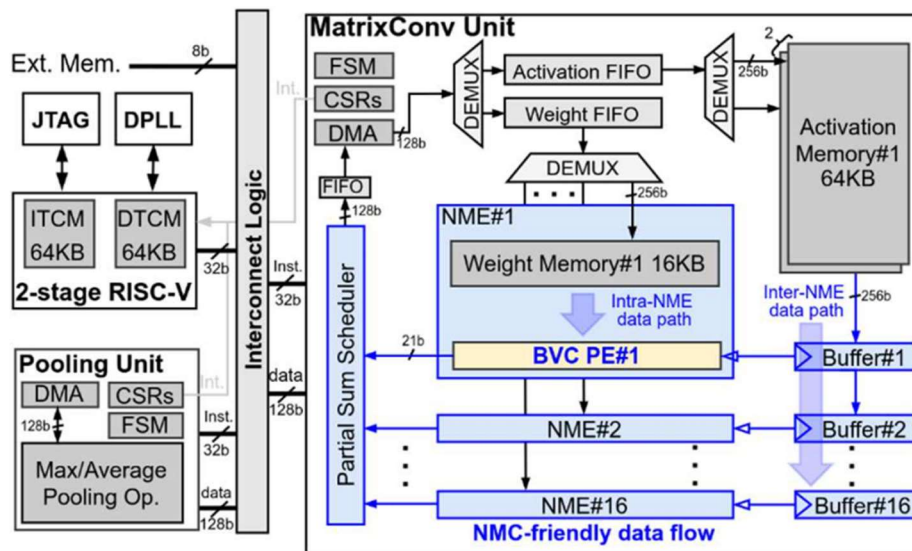 MatrixConv Unit
Ext. Mem.
8b
JTAG
DPLL
ITCM
64KB
DTCM
64KB
2-stage RISC-V
32b
Interconnect Logic
Int.
Inst.
32b
data
128b
Pooling Unit
DMA
CSRs
FSM
Int.
128b
Max/Average
Pooling Op.
Inst.
32b
data
128b
FSM
CSRs
DMA
128b
FIFO
128b
DEMUX
Activation FIFO
Weight FIFO
DEMUX
2
256b
Activation
Memory#1
64KB
DEMUX
256b
NME#1
Weight Memory#1 16KB
Intra-NME
data path
Inter-NME
data path
256b
Partial Sum Scheduler
21b
BVC PE#1
Buffer#1
NME#2
Buffer#2
NME#16
Buffer#16
NMC-friendly data flow